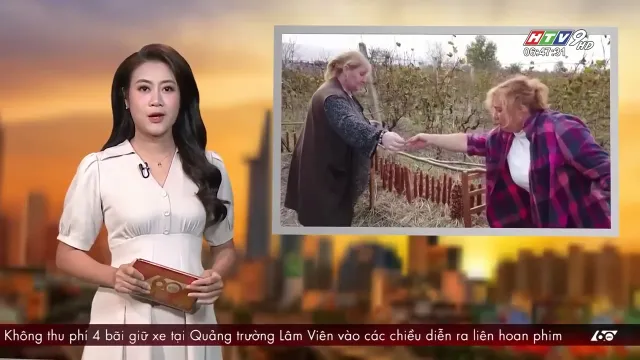 HTV9 HD
06:47:31
Không thu phí 4 bãi giữ xe tại Quảng trường Lâm Viên vào các chiều diễn ra liên hoan phim
60